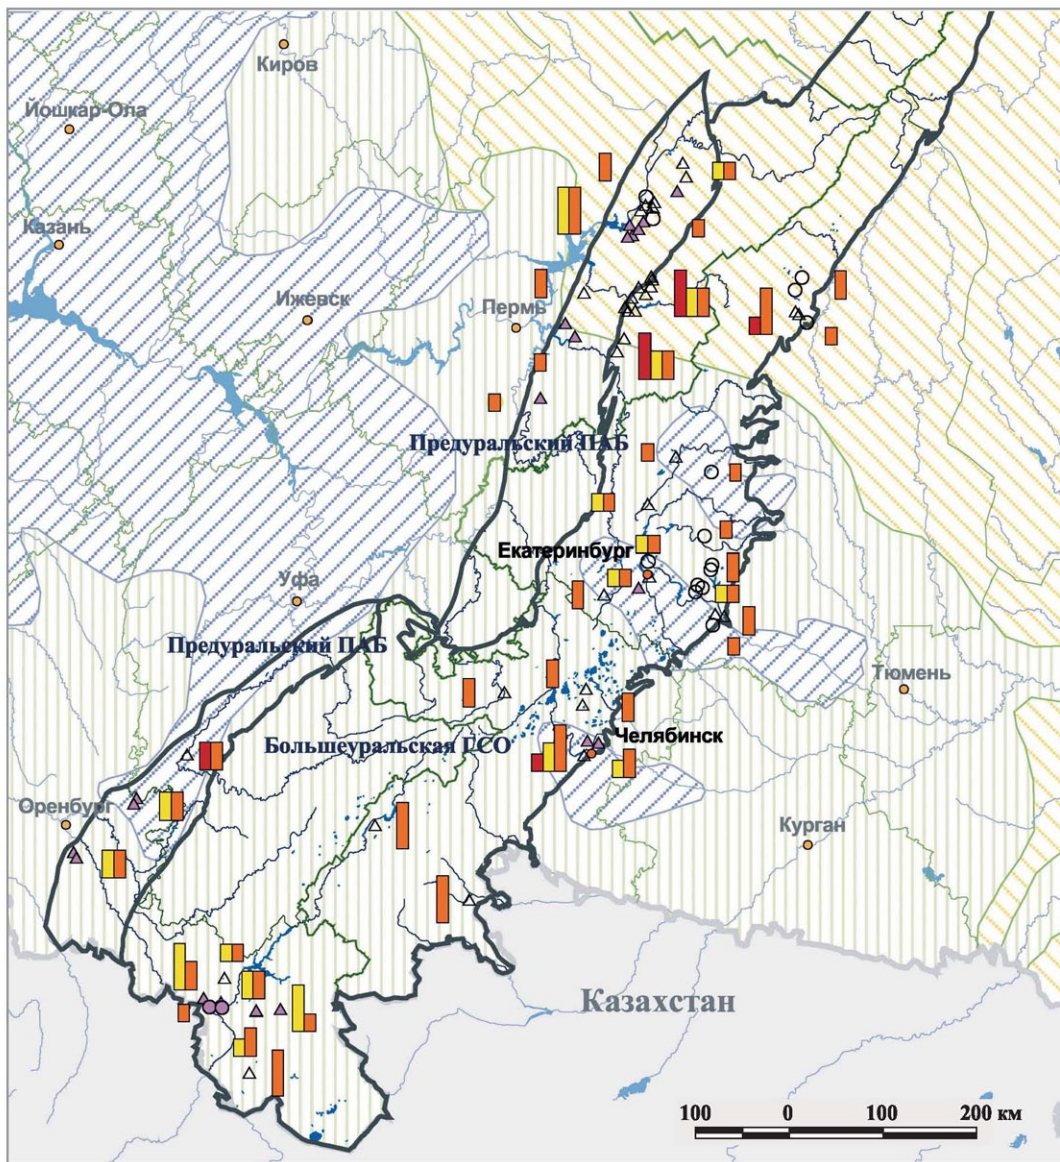 Киров
Йошкар-Ола
Казань
Ижевск
Пермь
Предуральский ПАБ
Екатеринбург
Уфа
Предуральский ПАБ
Тюмень
Большеуральская ГСО
Челябинск
Оренбург
Курган
Казахстан
100 0 100 200 км